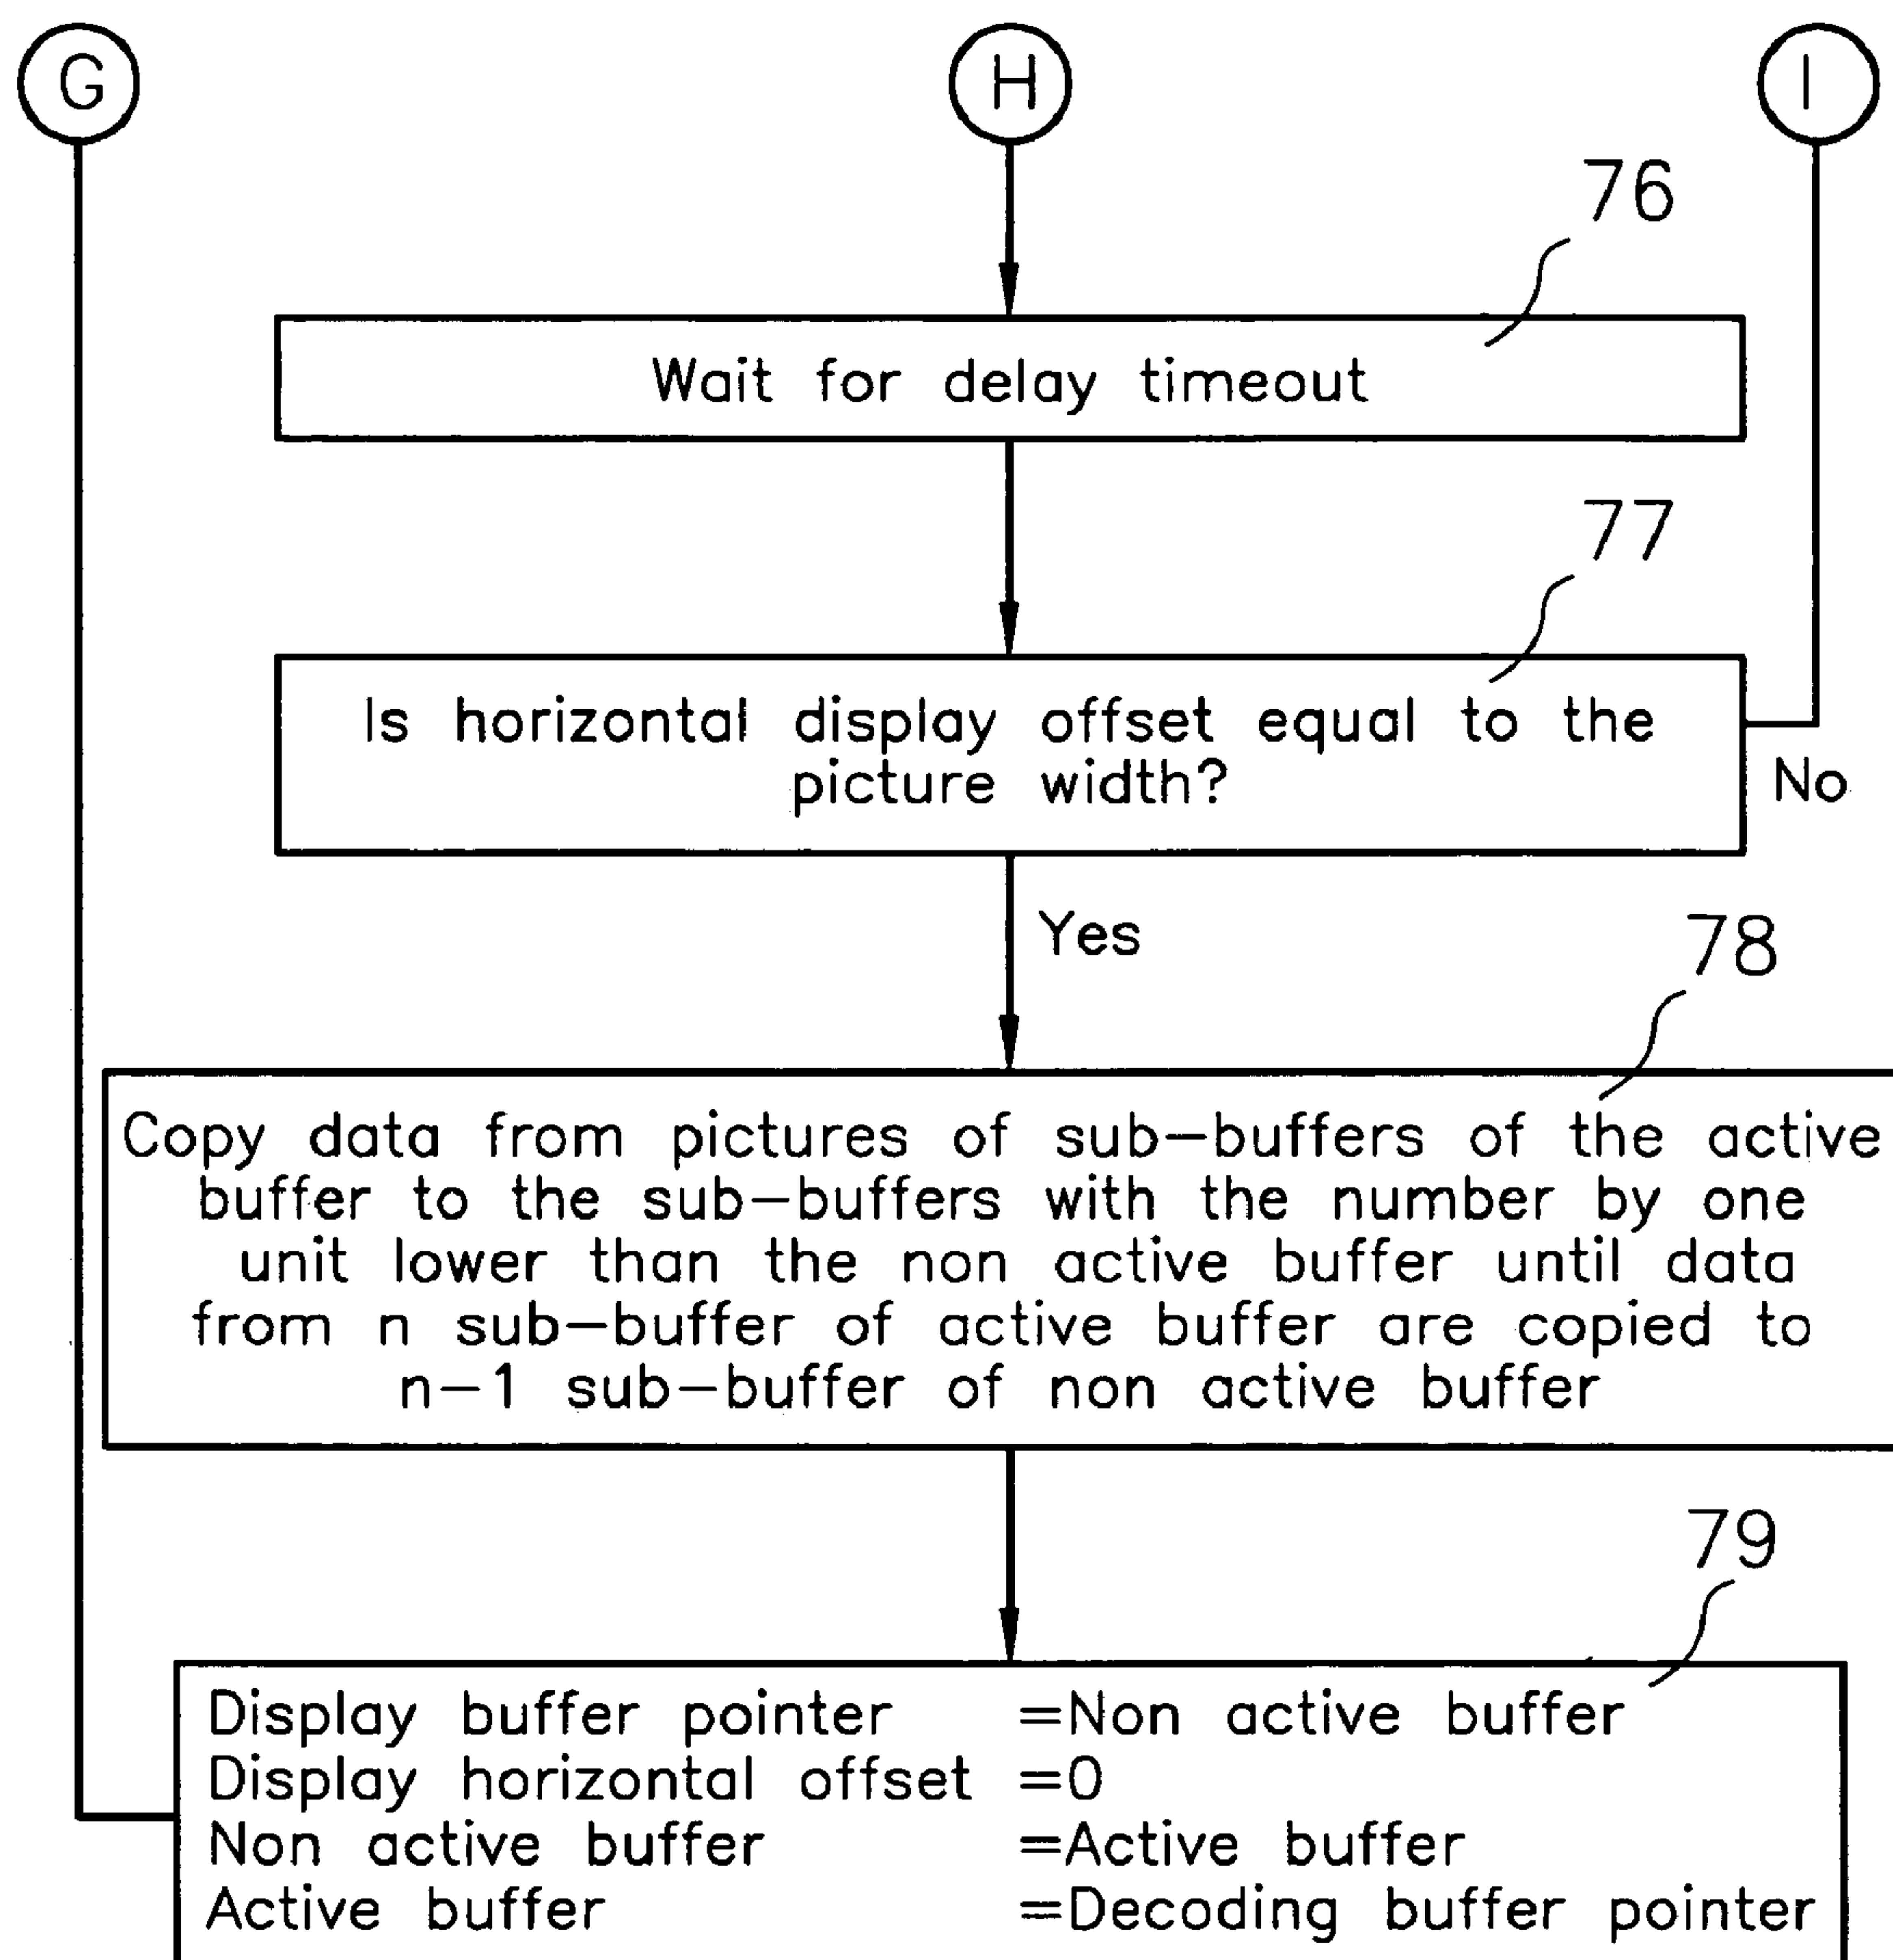 G H I
76
Wait for delay timeout
77
Is horizontal display offset equal to the
picture width?
No
Yes
78
Copy data from pictures of sub-buffers of the active
buffer to the sub-buffers with the number by one
unit lower than the non active buffer until data
from n sub-buffer of active buffer are copied to
n-1 sub-buffer of non active buffer
79
Display buffer pointer =Non active buffer
Display horizontal offset =0
Non active buffer =Active buffer
Active buffer =Decoding buffer pointer